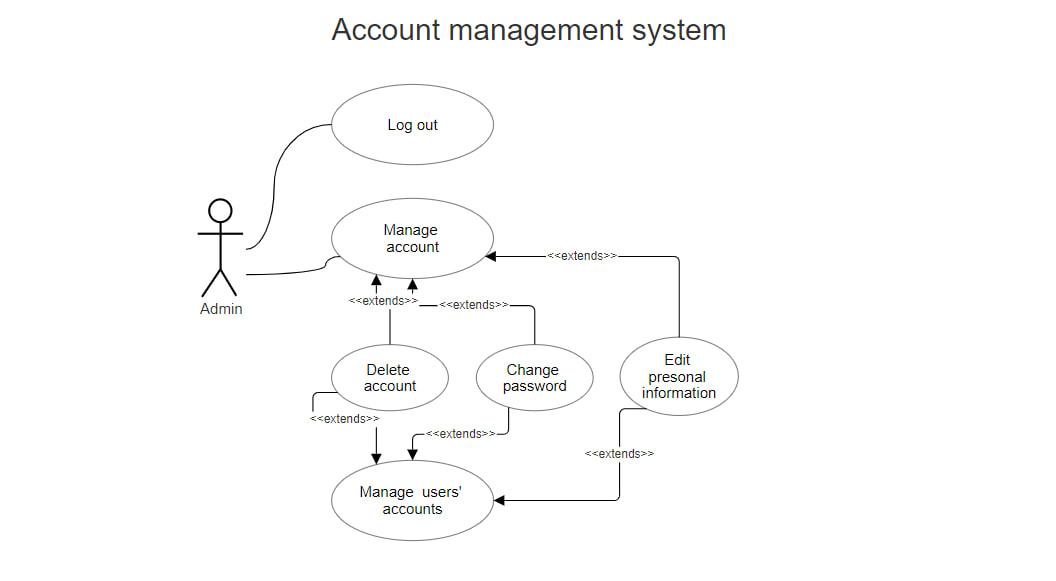 Account management system
Log out
Manage
account
<<extends>>
Admin
<<extends>>
<<extends>>
Delete
account
Change
password
Edit
presonal
information
<<extends>>
<<extends>>
<<extends>>
Manage  users'
accounts